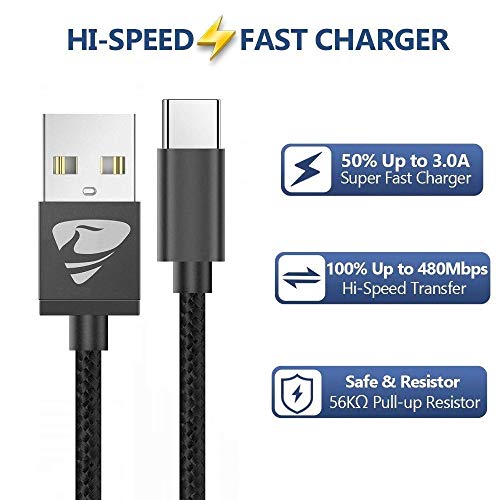 HI-SPEED⚡FAST CHARGER
50% Up to 3.0A
Super Fast Charger
100% Up to 480Mbps
Hi-Speed Transfer
Safe & Resistor
56KΩ Pull-up Resistor